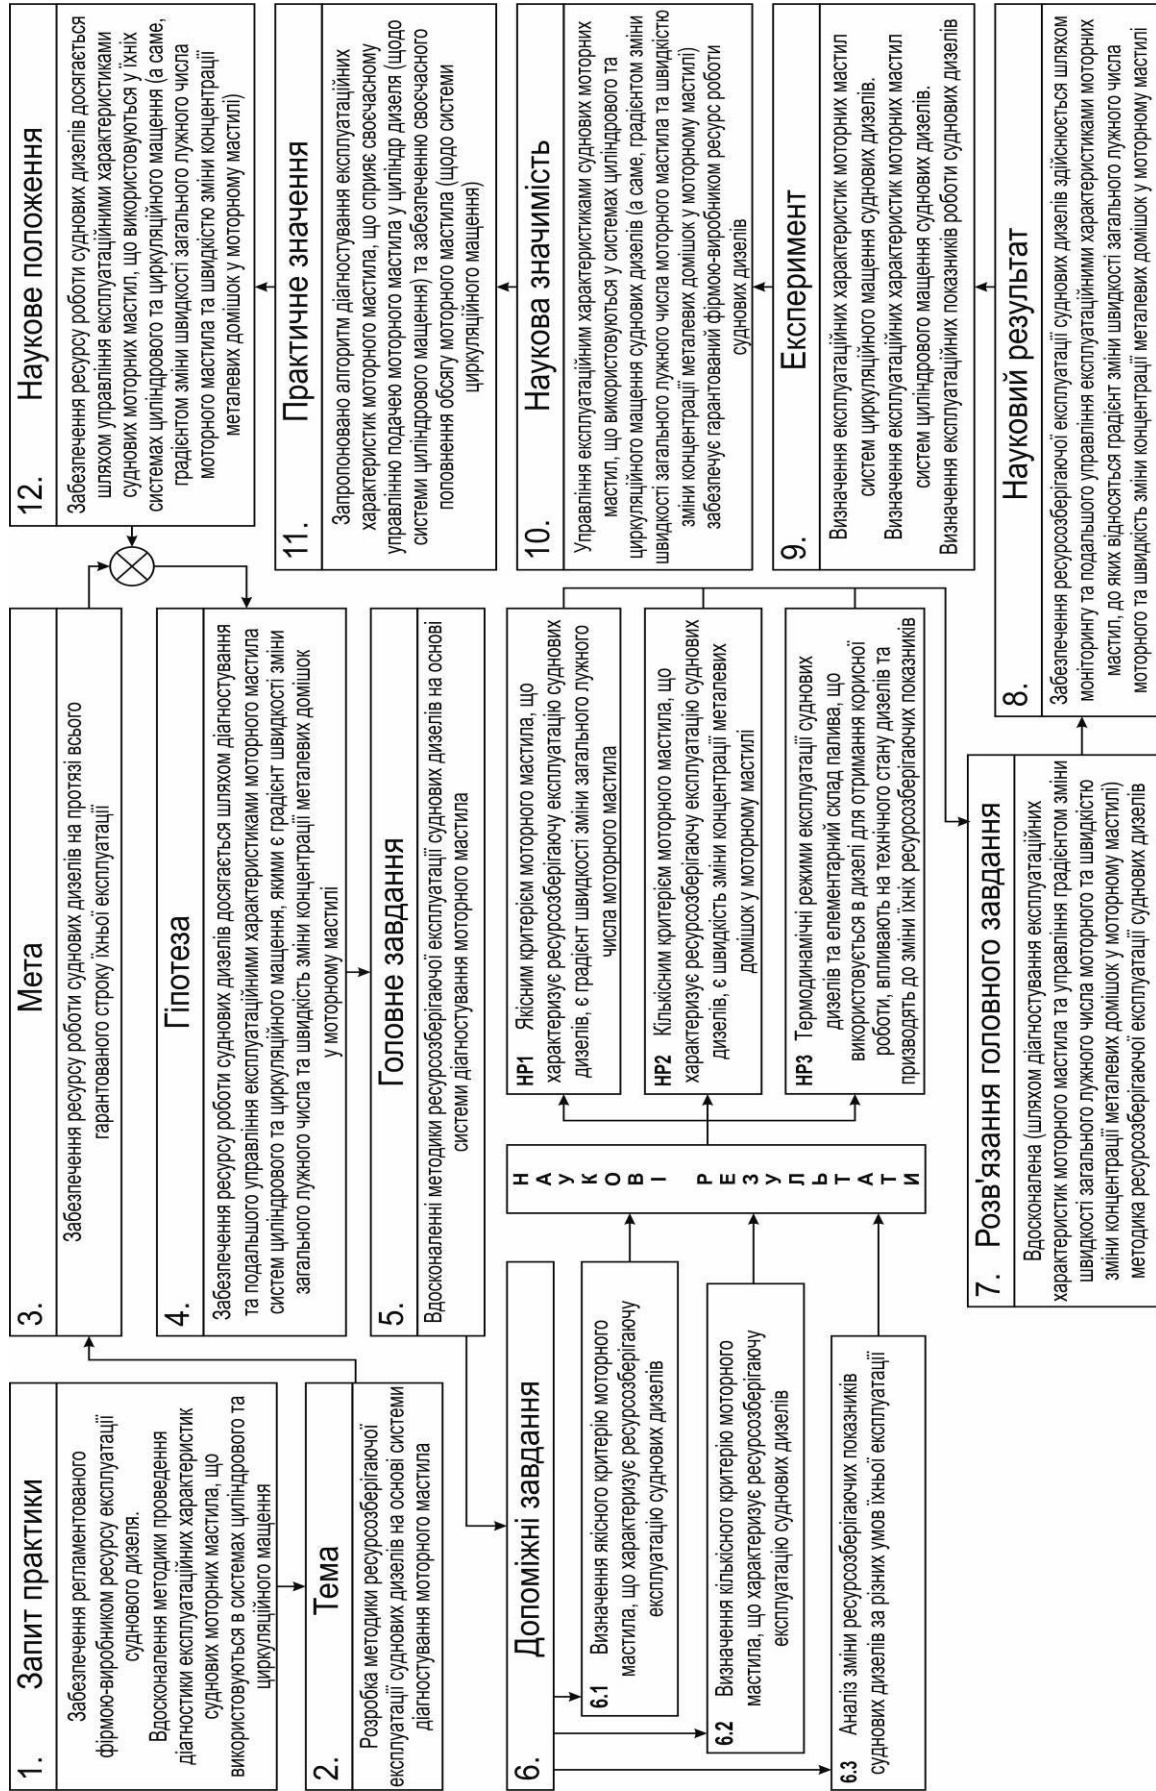 1. Запит практики
Забезпечення регламентованого
фірмою-виробником ресурсу експлуатації
суднового дизеля.
Вдосконалення методики проведення
діагностики експлуатаційних характеристик
суднових моторних мастила, що
використовуються в системах циліндрового та
циркуляційного мащення
2. Тема
Розробка методики ресурсозберігаючої
експлуатації суднових дизелів на основі системи
діагностування моторного мастила
3. Мета
Забезпечення ресурсу роботи суднових дизелів на протязі всього
гарантованого строку їхньої експлуатації
4. Гіпотеза
Забезпечення ресурсу роботи суднових дизелів досягається шляхом діагностування
та подальшого управління експлуатаційними характеристиками моторного мастила
систем циліндрового та циркуляційного мащення, якими є градієнт швидкості зміни
загального лужного числа та швидкість зміни концентрації металевих домішок
у моторному мастилі
5. Головне завдання
Вдосконаленні методики ресурсозберігаючої експлуатації суднових дизелів на основі
системи діагностування моторного мастила
6. Допоміжні завдання
6.1 Визначення якісного критерію моторного
мастила, що характеризує ресурсозберігаючу
експлуатацію суднових дизелів
6.2 Визначення кількісного критерію моторного
мастила, що характеризує ресурсозберігаючу
експлуатацію суднових дизелів
6.3 Аналіз зміни ресурсозберігаючих показників
суднових дизелів за різних умов їхньої експлуатації
НАУКОВІ РЕЗУЛЬТАТИ
НР1 Якісним критерієм моторного мастила, що
характеризує ресурсозберігаючу експлуатацію суднових
дизелів, є градієнт швидкості зміни загального лужного
числа моторного мастила
НР2 Кількісним критерієм моторного мастила, що
характеризує ресурсозберігаючу експлуатацію суднових
дизелів, є швидкість зміни концентрації металевих
домішок у моторному мастилі
НР3 Термодинамічні режими експлуатації суднових
дизелів та елементарний склад палива, що
використовується в дизелі для отримання корисної
роботи, впливають на технічного стану дизелів та
призводять до зміни їхніх ресурсозберігаючих показників
7. Розв'язання головного завдання
Вдосконалена (шляхом діагностування експлуатаційних
характеристик моторного мастила та управління градієнтом зміни
швидкості загального лужного числа моторного та швидкістю
зміни концентрації металевих домішок у моторному мастилі)
методика ресурсозберігаючої експлуатації суднових дизелів
8. Науковий результат
Забезпечення ресурсозберігаючої експлуатації суднових дизелів здійснюється шляхом
моніторингу та подальшого управління експлуатаційними характеристиками моторних
мастил, до яких відносяться градієнт зміни швидкості загального лужного числа
моторного та швидкість зміни концентрації металевих домішок у моторному мастилі
9. Експеримент
Визначення експлуатаційних характеристик моторних мастил
систем циркуляційного мащення суднових дизелів.
Визначення експлуатаційних характеристик моторних мастил
систем циліндрового мащення суднових дизелів.
Визначення експлуатаційних показників роботи суднових дизелів
10. Наукова значимість
Управління експлуатаційним характеристиками суднових моторних
мастил, що використовуються у системах циліндрового та
циркуляційного мащення суднових дизелів (а саме, градієнтом зміни
швидкості загального лужного числа моторного мастила та швидкістю
зміни концентрації металевих домішок у моторному мастилі)
забезпечує гарантований фірмою-виробником ресурс роботи
суднових дизелів
11. Практичне значення
Запропоновано алгоритм діагностування експлуатаційних
характеристик моторного мастила, що сприяє своєчасному
управлінню подачею моторного мастила у циліндр дизеля (щодо
системи циліндрового мащення) та забезпеченню своєчасного
поповнення обсягу моторного мастила (щодо системи
циркуляційного мащення)
12. Наукове положення
Забезпечення ресурсу роботи суднових дизелів досягається
шляхом управління експлуатаційними характеристиками
суднових моторних мастил, що використовуються у їхніх
системах циліндрового та циркуляційного мащення (а саме,
градієнтом зміни швидкості загального лужного числа
моторного мастила та швидкістю зміни концентрації
металевих домішок у моторному мастилі)